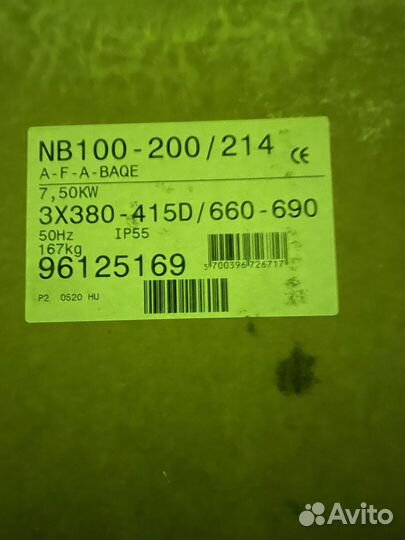 NB100-200/214 CE
A-F-A-BAQE
7,50KW
3X380-415D/660-690
50Hz IP55
167kg
96125169
5700396726717
P2 0520 HU
Avito